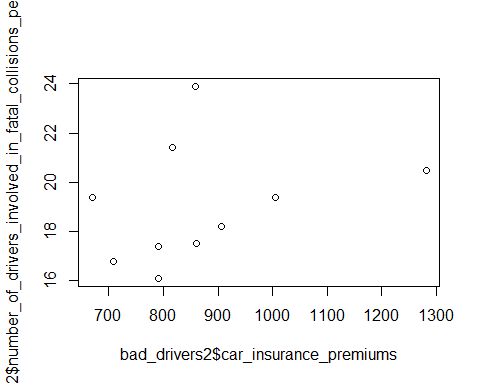 2$number_of_drivers_involved_in_fatal_collisions_pe
24
22
20
18
16
700 800 900 1000 1100 1200 1300
bad_drivers2$car_insurance_premiums